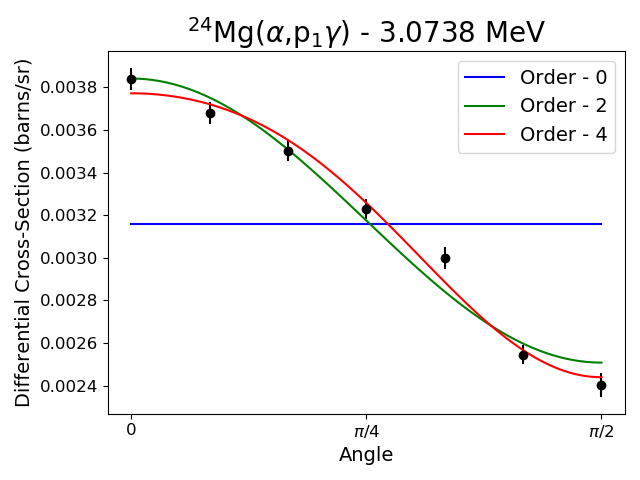 ²⁴Mg(α,p₁γ) - 3.0738 MeV
Differential Cross-Section (barns/sr)
0.0038
0.0036
0.0034
0.0032
0.0030
0.0028
0.0026
0.0024
Order - 0
Order - 2
Order - 4
0
π/4
π/2
Angle